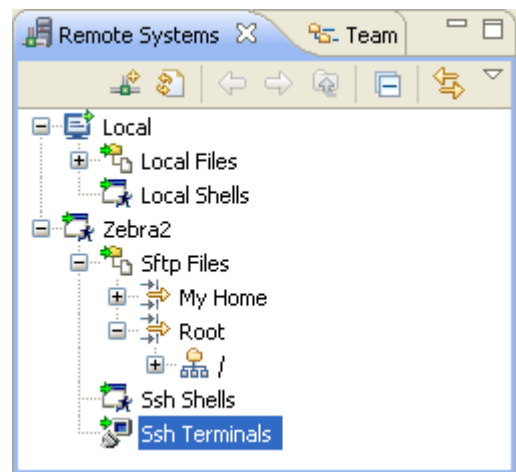 Remote Systems Team
Local
Local Files
Local Shells
Zebra2
Sftp Files
My Home
Root
/
Ssh Shells
Ssh Terminals